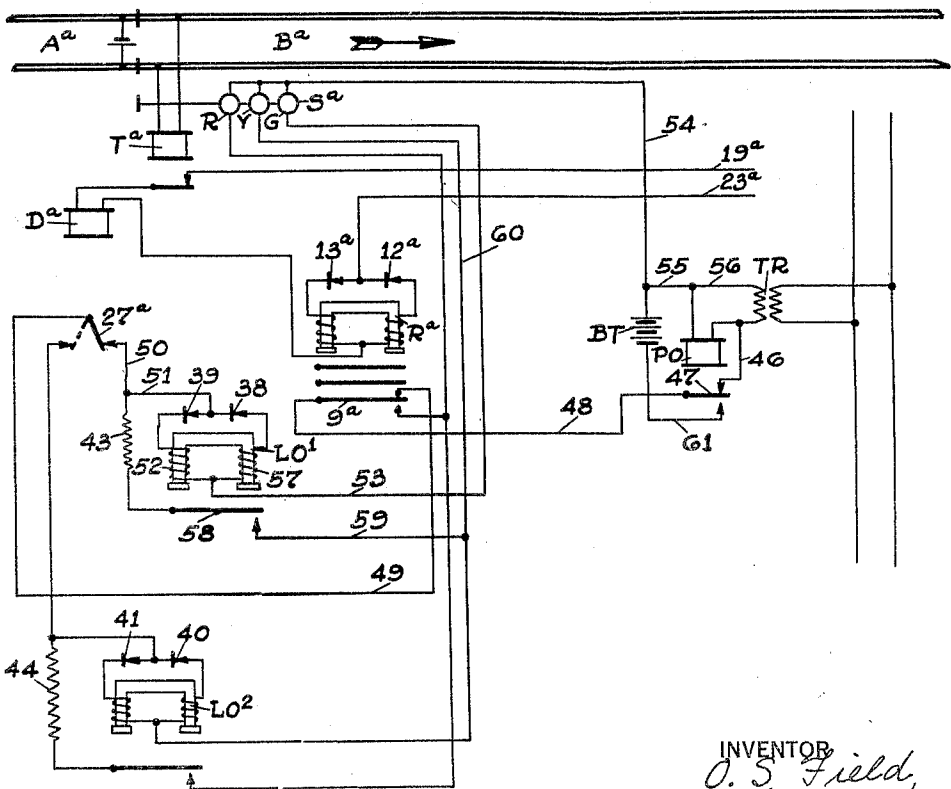 Aᵃ
Bᵃ
R Y G Sᵃ
Tᵃ
54
19ᵃ
23ᵃ
Dᵃ
13ᵃ 12ᵃ
60
55 56 TR
Rᵃ
BT
PO
46
27ᵃ
47
50
51
39 38
9ᵃ
48
61
43
52
LO¹
57
53
58
59
49
41 40
44
LO²
INVENTOR
O. S. Field,